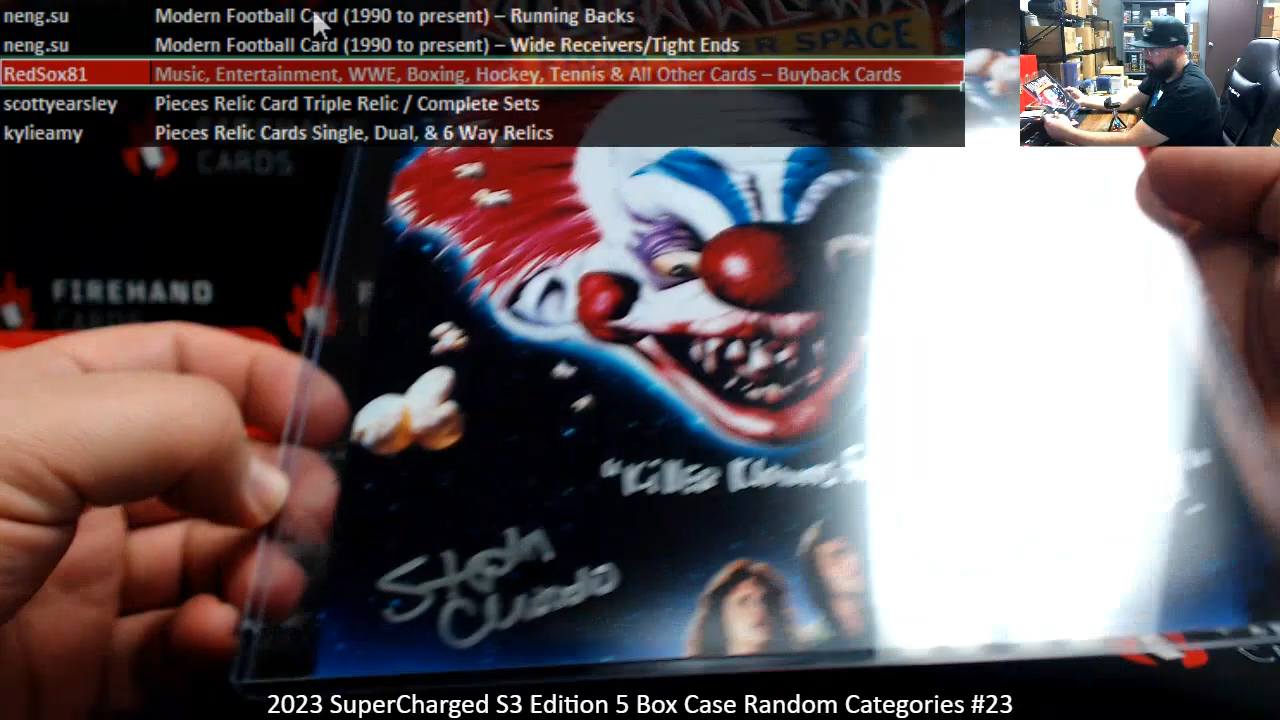 neng.su Modern Football Card (1990 to present) – Running Backs
neng.su Modern Football Card (1990 to present) – Wide Receivers/Tight Ends
RedSox81 Music, Entertainment, WWE, Boxing, Hockey, Tennis & All Other Cards – Buyback Cards
scottyearsley Pieces Relic Card Triple Relic / Complete Sets
kylieamy Pieces Relic Cards Single, Dual, & 6 Way Relics
SPACE
CARDS
FIREHAND
CARDS
"Killer Klowns
2023 SuperCharged S3 Edition 5 Box Case Random Categories #23